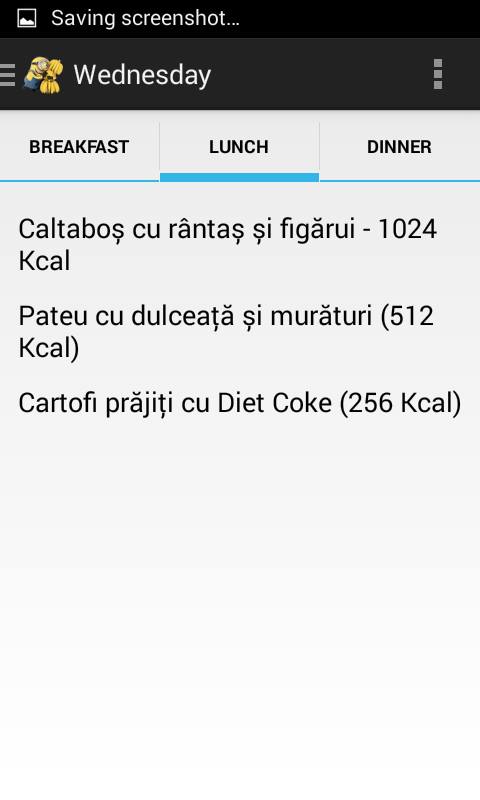 Saving screenshot...
Wednesday
BREAKFAST LUNCH DINNER
Caltaboș cu rântaș și figărui - 1024
Kcal
Pateu cu dulceață și murături (512
Kcal)
Cartofi prăjiți cu Diet Coke (256 Kcal)